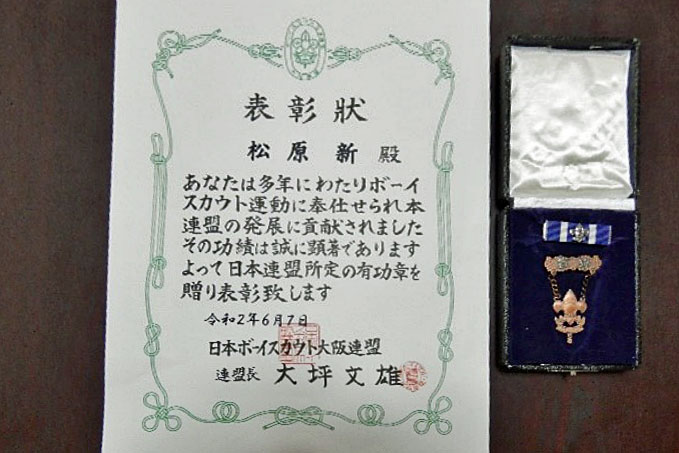 表彰狀
松原新 殿
あなたは多年にわたりボーイ
スカウト運動に奉仕せられ本
連盟の発展に貢献されました
その功績は誠に顕著であります
よって日本連盟所定の有功章を
贈り表彰致します
令和2年6月7日
日本ボーイスカウト大阪連盟
連盟長 大坪文雄